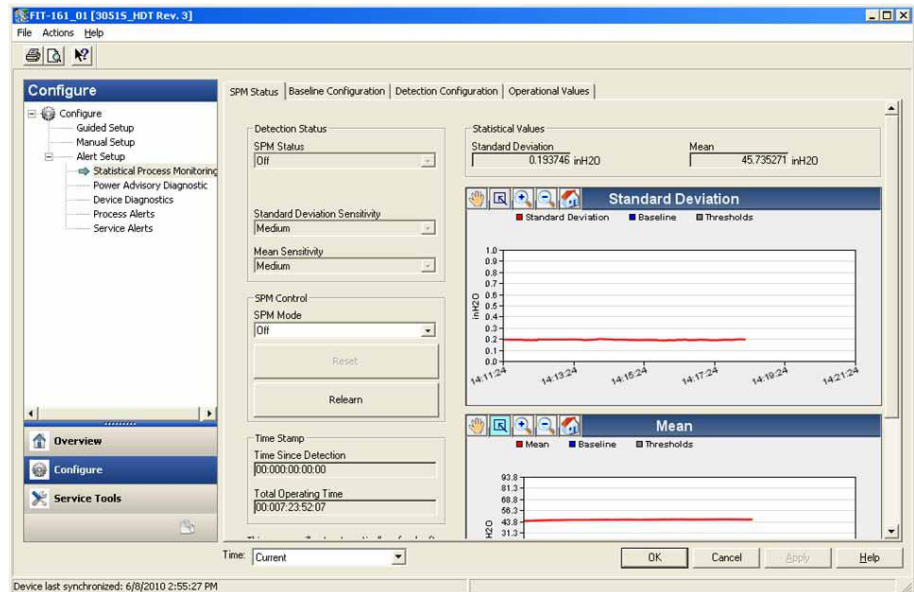 FIT-161_01 [3051S_HDT Rev. 3]
File Actions Help
Configure
Configure
Guided Setup
Manual Setup
Alert Setup
Statistical Process Monitoring
Power Advisory Diagnostic
Device Diagnostics
Process Alerts
Service Alerts
Overview
Configure
Service Tools
SPM Status Baseline Configuration Detection Configuration Operational Values
Detection Status
SPM Status
Off
Standard Deviation Sensitivity
Medium
Mean Sensitivity
Medium
SPM Control
SPM Mode
Off
Reset
Relearn
Time Stamp
Time Since Detection
00:000:00:00:00
Total Operating Time
00:007:23:52:07
Statistical Values
Standard Deviation
0.193746 inH2O
Mean
45.735271 inH2O
Standard Deviation
Standard Deviation Baseline Thresholds
inH2O
1.0
0.9
0.8
0.7
0.6
0.5
0.4
0.3
0.2
0.1
0.0
14:11:24 14:13:24 14:15:24 14:17:24 14:19:24 14:21:24
Mean
Mean Baseline Thresholds
93.8
81.3
68.8
56.3
43.8
31.3
H2O
Time: Current
OK Cancel Apply Help
Device last synchronized: 6/8/2010 2:55:27 PM